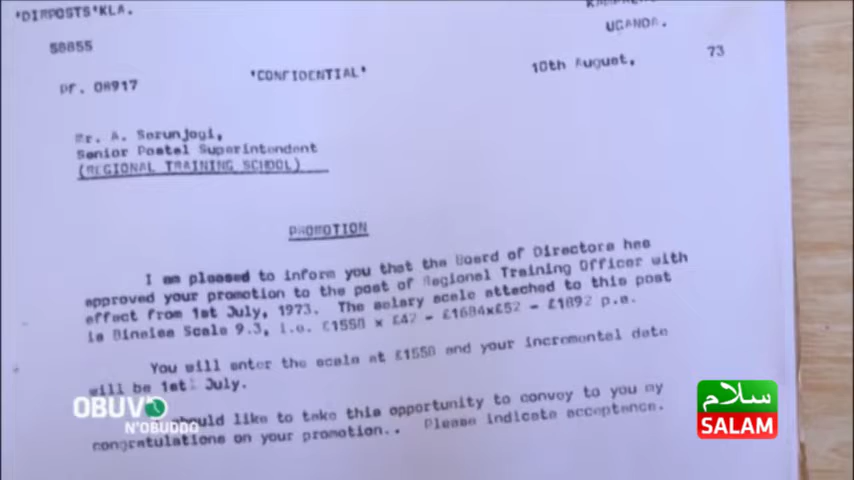 'DIRPOSTS'KLA.
UGANDA.
58855
10th August, 73
pf. 08917
'CONFIDENTIAL'
Mr. A. Serunjogi,
Senior Postal Superintendent
(REGIONAL TRAINING SCHOOL)
PROMOTION
I am pleased to inform you that the Board of Directors has
approved your promotion to the post of Regional Training Officer with
effect from 1st July, 1973. The salary scale attached to this post
is Binaisa Scale 9.3, i.e. £1558 x £42 - £1684x£52 - £1892 p.a.
You will enter the scale at £1558 and your incremental date
will be 1st July.
should like to take this opportunity to convey to you my
congratulations on your promotion.. Please indicate acceptance.
OBUVO
N'OBUDDO
سلام
SALAM